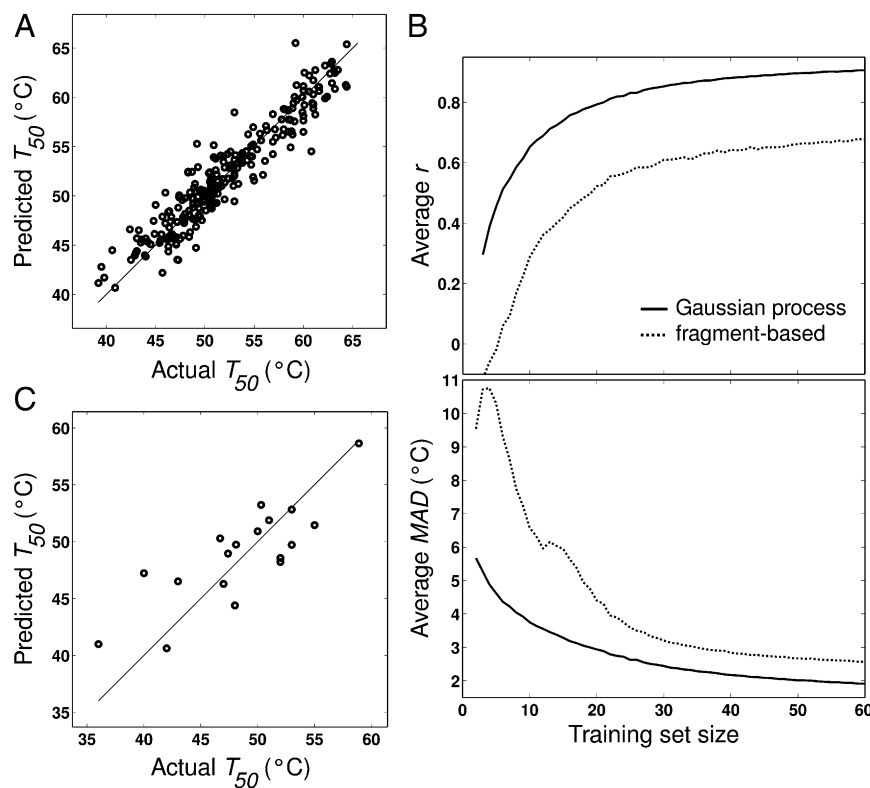 A
Predicted T50 (°C)
65
60
55
50
45
40
40 45 50 55 60 65
Actual T50 (°C)
B
Average r
0.8
0.6
0.4
0.2
0
Gaussian process
fragment-based
Average MAD (°C)
11
10
9
8
7
6
5
4
3
2
0 10 20 30 40 50 60
Training set size
C
Predicted T50 (°C)
60
55
50
45
40
35
35 40 45 50 55 60
Actual T50 (°C)